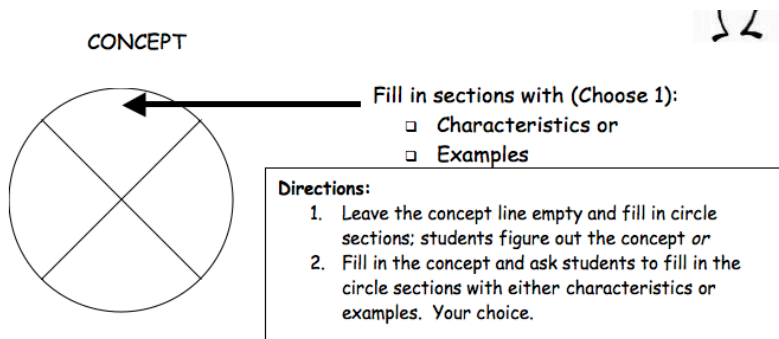 CONCEPT
Fill in sections with (Choose 1):
❑ Characteristics or
❑ Examples
Directions:
1. Leave the concept line empty and fill in circle
sections; students figure out the concept or
2. Fill in the concept and ask students to fill in the
circle sections with either characteristics or
examples. Your choice.